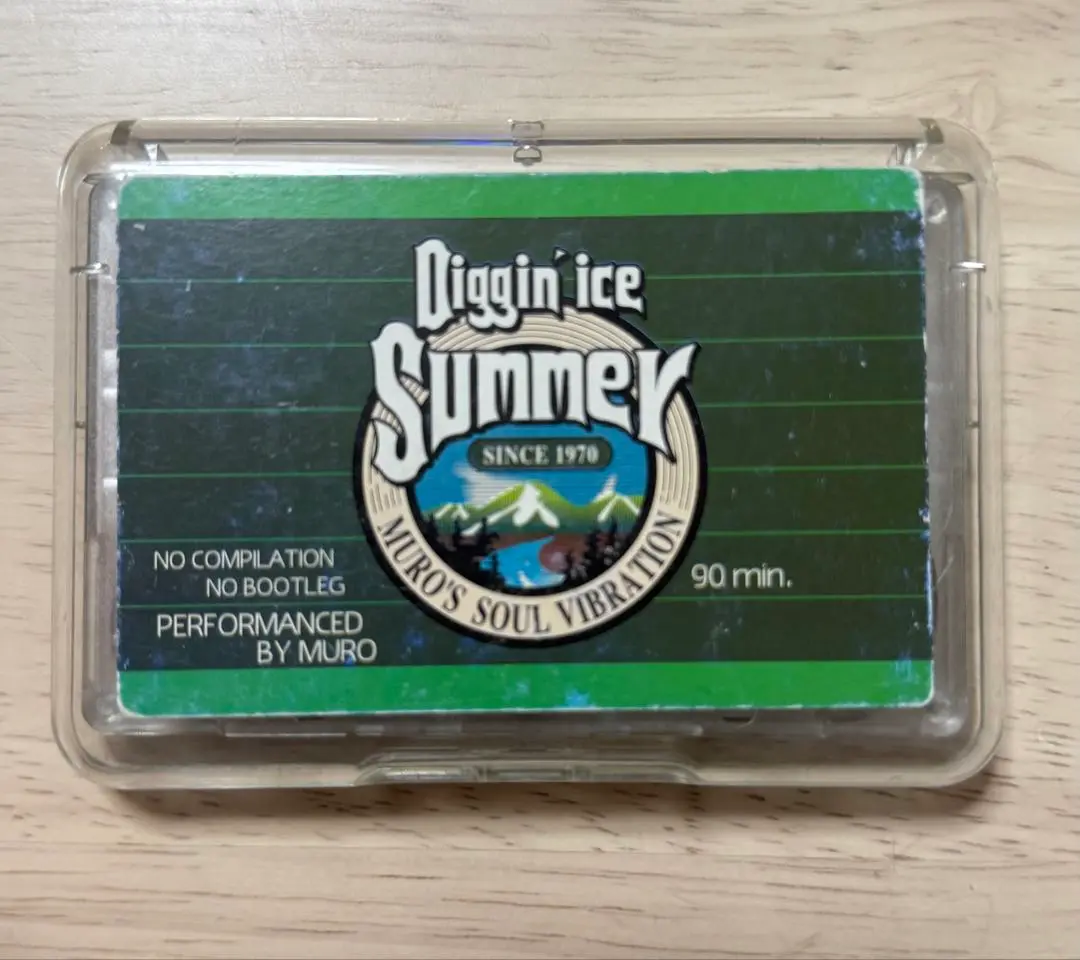 Diggin' ice
Summer
SINCE 1970
MURO'S SOUL VIBRATION
NO COMPILATION
NO BOOTLEG
PERFORMANCED
BY MURO
90 min.